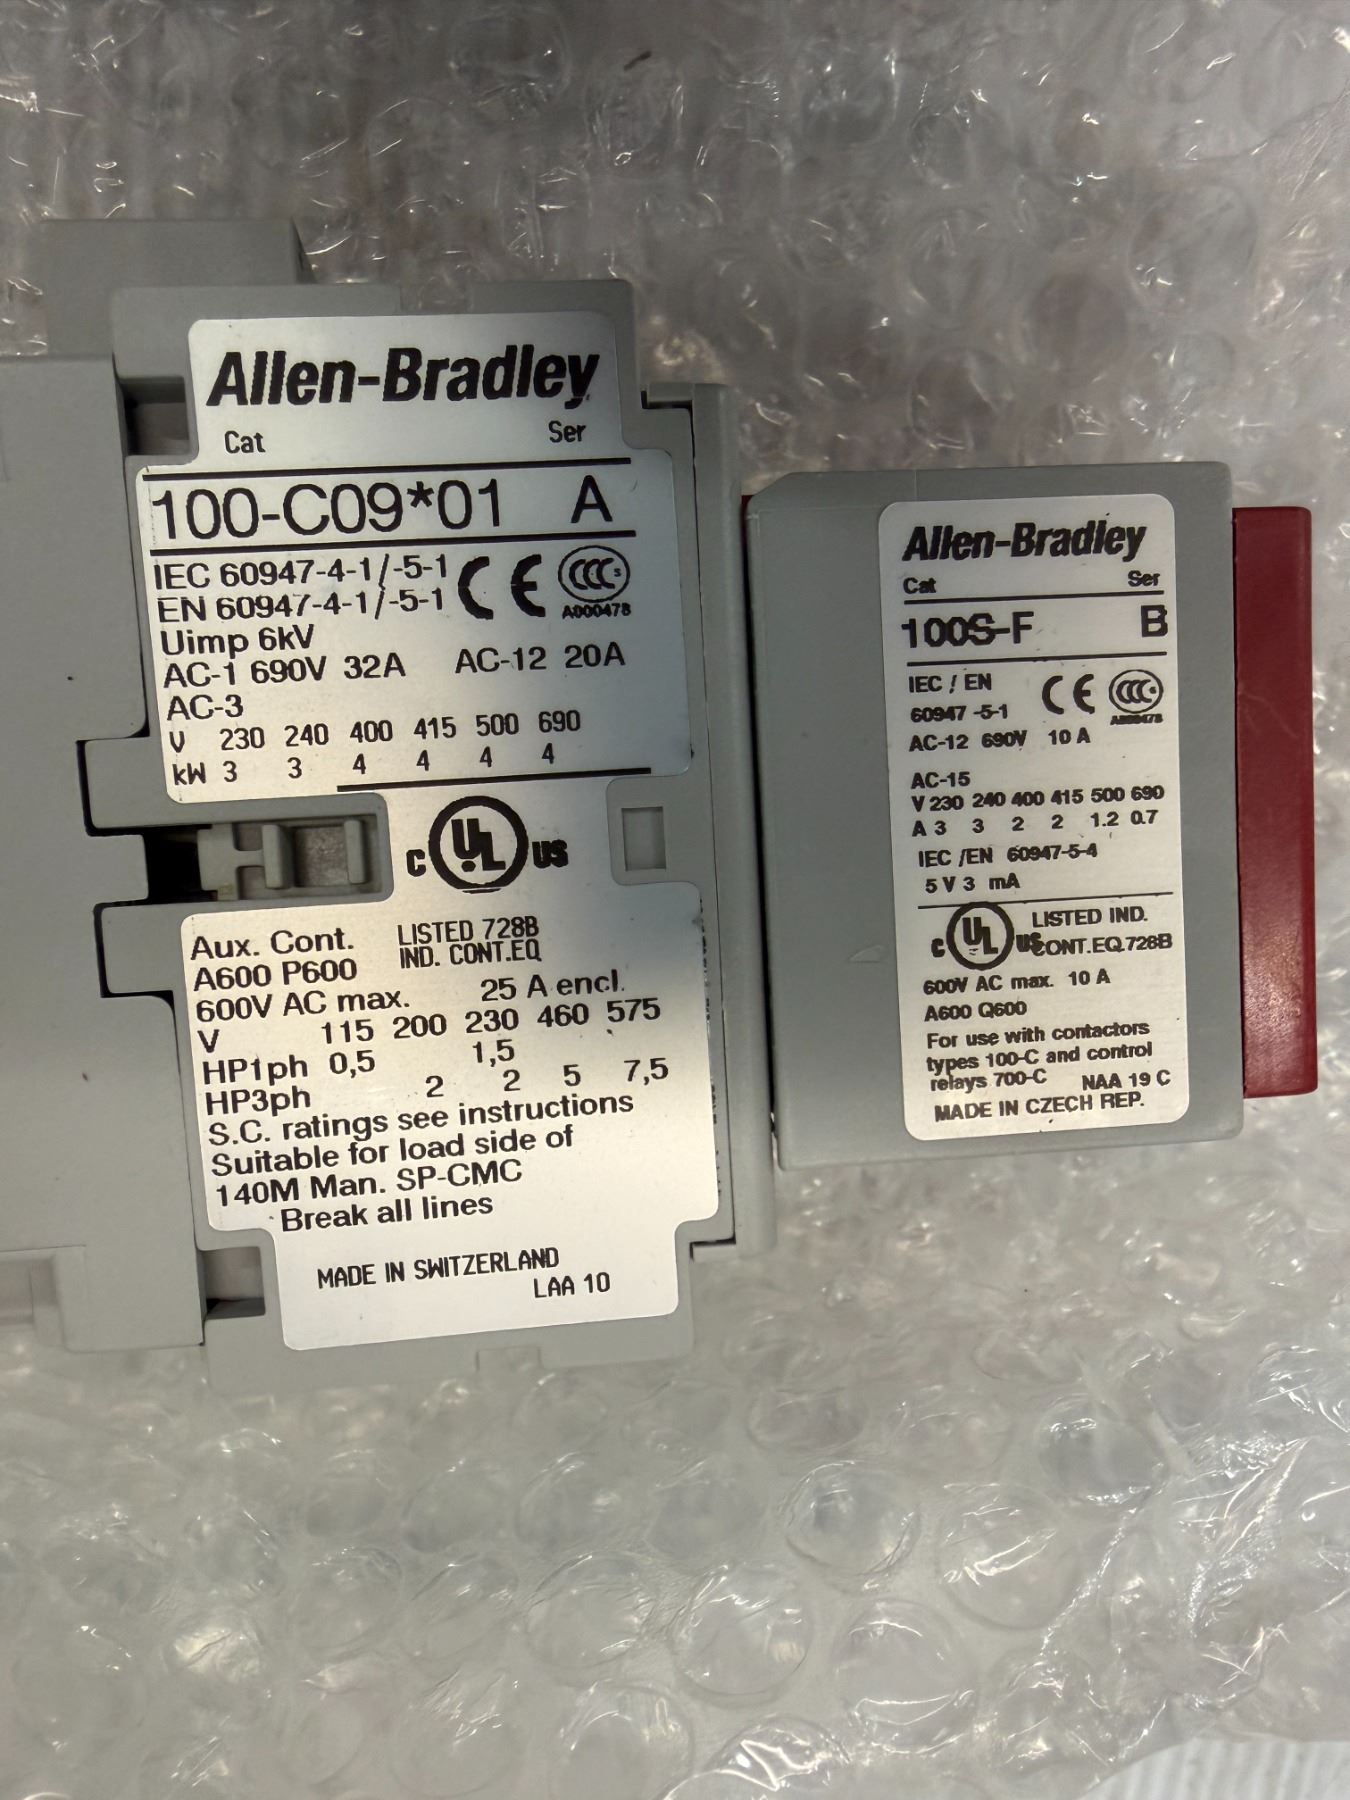 Allen-Bradley
Cat Ser
100-C09*01 A
IEC 60947-4-1/-5-1
EN 60947-4-1/-5-1
CE CCC S
A000478
Uimp 6kV
AC-1 690V 32A AC-12 20A
AC-3
V 230 240 400 415 500 690
kW 3 3 4 4 4 4
C UL US
Aux. Cont. LISTED 728B
A600 P600 IND. CONT.EQ
600V AC max. 25 A encl.
V 115 200 230 460 575
HP1ph 0,5 1,5
HP3ph 2 2 5 7,5
S.C. ratings see instructions
Suitable for load side of
140M Man. SP-CMC
Break all lines
MADE IN SWITZERLAND
LAA 10
Allen-Bradley
Cat Ser
100S-F B
IEC / EN
60947 -5-1
CE CCC
A000478
AC-12 690V 10 A
AC-15
V 230 240 400 415 500 690
A 3 3 2 2 1.2 0.7
IEC /EN 60947-5-4
5 V 3 mA
C UL US LISTED IND.
CONT.EQ.728B
600V AC max. 10 A
A600 Q600
For use with contactors
types 100-C and control
relays 700-C NAA 19 C
MADE IN CZECH REP.